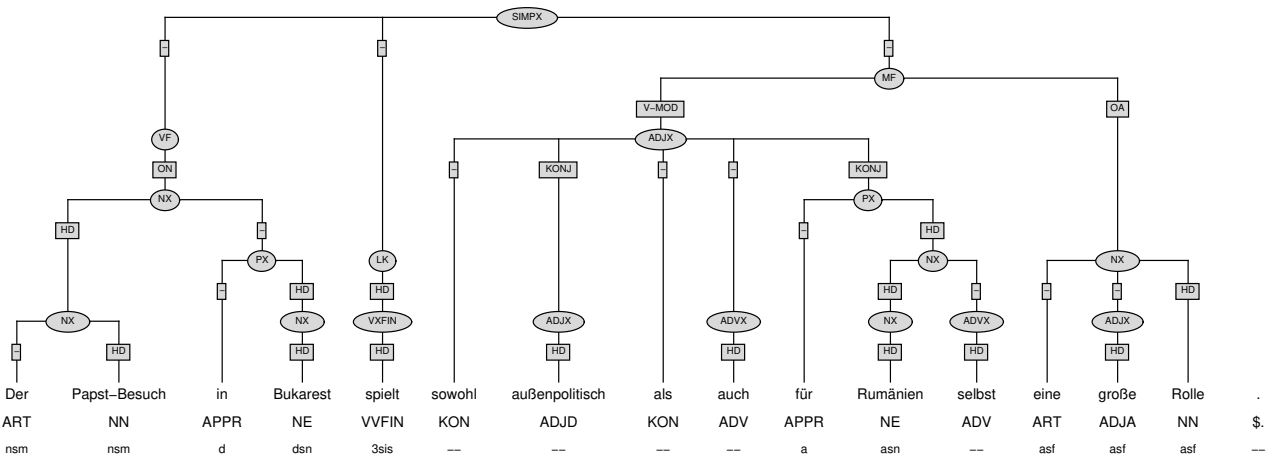 SIMPX
– – –
MF
V–MOD OA
VF ADJX
ON – KONJ – – KONJ
NX PX
HD – – HD
PX LK NX NX
– HD HD HD – – – HD
NX NX VXFIN ADJX ADVX NX ADVX ADJX
– HD HD HD HD HD HD HD HD
Der Papst–Besuch in Bukarest spielt sowohl außenpolitisch als auch für Rumänien selbst eine große Rolle .
ART NN APPR NE VVFIN KON ADJD KON ADV APPR NE ADV ART ADJA NN $.
nsm nsm d dsn 3sis –– –– –– –– a asn –– asf asf asf ––